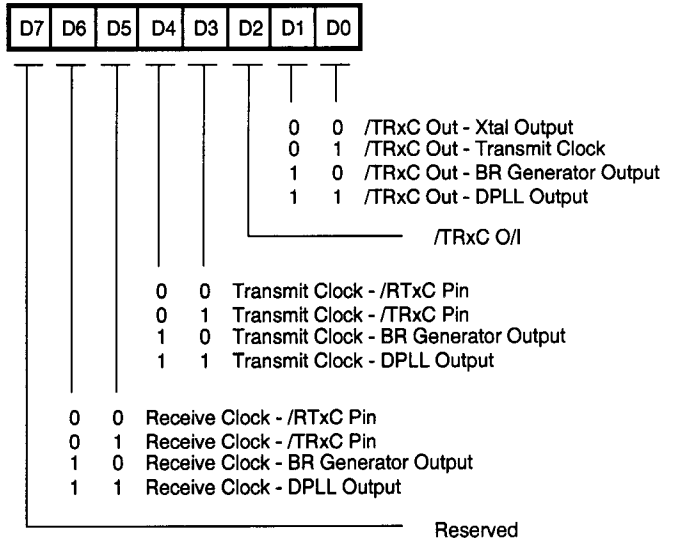 D7 D6 D5 D4 D3 D2 D1 D0
0 0 /TRxC Out - Xtal Output
0 1 /TRxC Out - Transmit Clock
1 0 /TRxC Out - BR Generator Output
1 1 /TRxC Out - DPLL Output
/TRxC O/I
0 0 Transmit Clock - /RTxC Pin
0 1 Transmit Clock - /TRxC Pin
1 0 Transmit Clock - BR Generator Output
1 1 Transmit Clock - DPLL Output
0 0 Receive Clock - /RTxC Pin
0 1 Receive Clock - /TRxC Pin
1 0 Receive Clock - BR Generator Output
1 1 Receive Clock - DPLL Output
Reserved